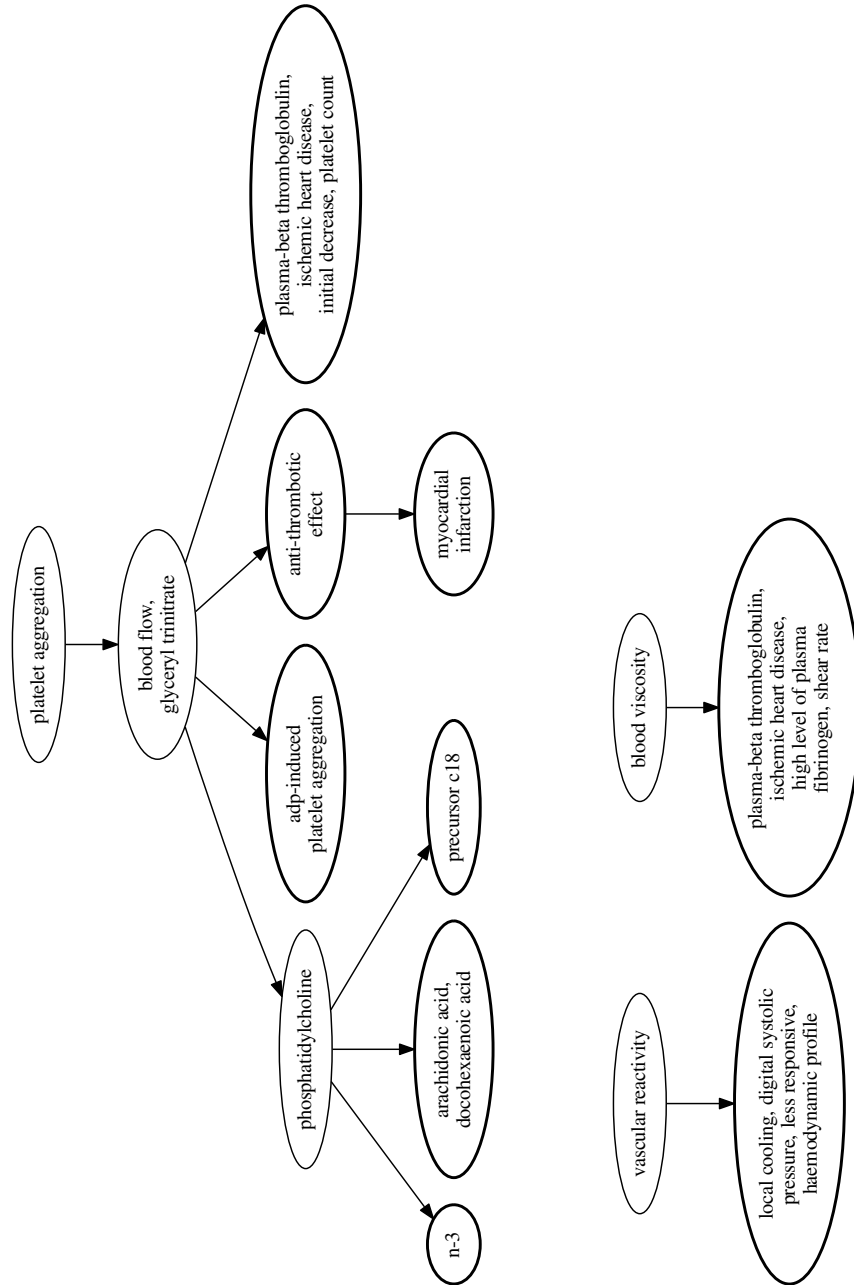 platelet aggregation
blood flow,
glyceryl trinitrate
phosphatidylcholine
adp-induced
platelet aggregation
anti-thrombotic
effect
plasma-beta thromboglobulin,
ischemic heart disease,
initial decrease, platelet count
n-3
arachidonic acid,
docohexaenoic acid
precursor c18
myocardial
infarction
vascular reactivity
blood viscosity
local cooling, digital systolic
pressure, less responsive,
haemodynamic profile
plasma-beta thromboglobulin,
ischemic heart disease,
high level of plasma
fibrinogen, shear rate